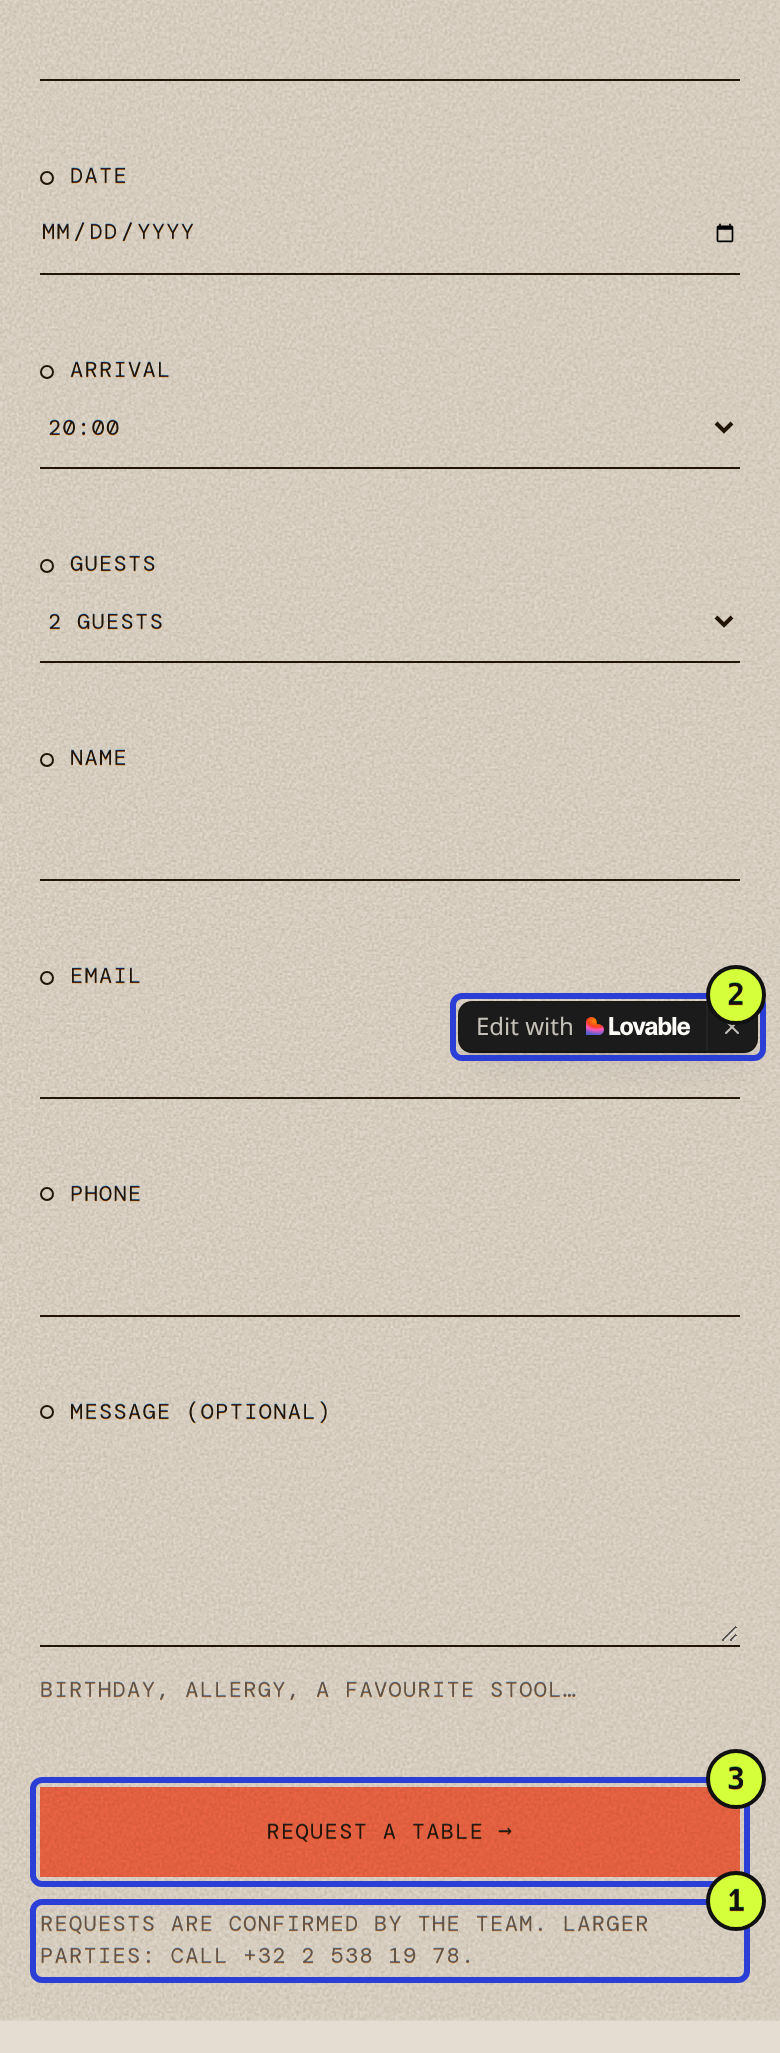 DATE
MM/DD/YYYY
ARRIVAL
20:00
GUESTS
2 GUESTS
NAME
EMAIL
2
Edit with Lovable
PHONE
MESSAGE (OPTIONAL)
BIRTHDAY, ALLERGY, A FAVOURITE STOOL…
3
REQUEST A TABLE →
1
REQUESTS ARE CONFIRMED BY THE TEAM. LARGER
PARTIES: CALL +32 2 538 19 78.